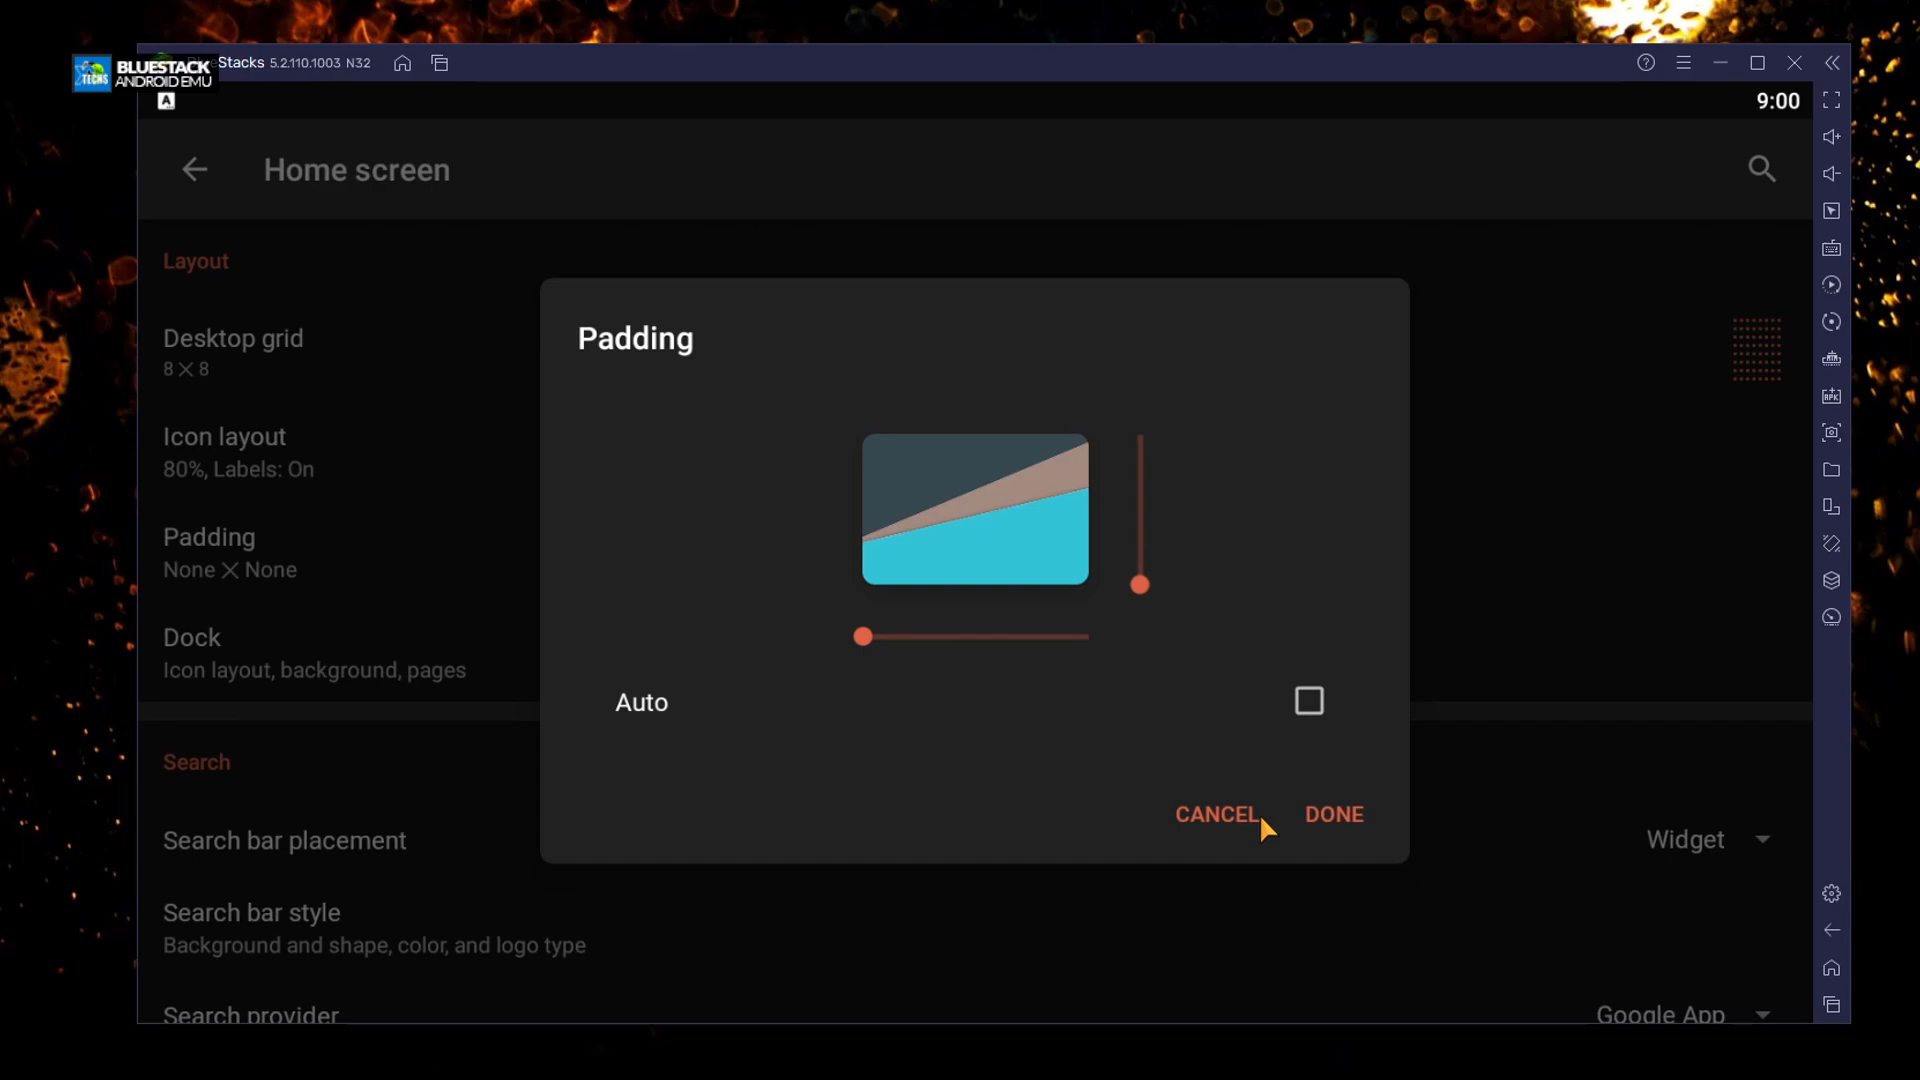 BlueStacks 5.2.110.1003 N32
TECHS
BLUESTACK
ANDROID EMU
A
9:00
Home screen
Layout
Desktop grid
8 × 8
Icon layout
80%, Labels: On
Padding
None × None
Dock
Icon layout, background, pages
Padding
Auto
CANCEL
DONE
Search
Search bar placement
Widget
Search bar style
Background and shape, color, and logo type
Search provider
Google App